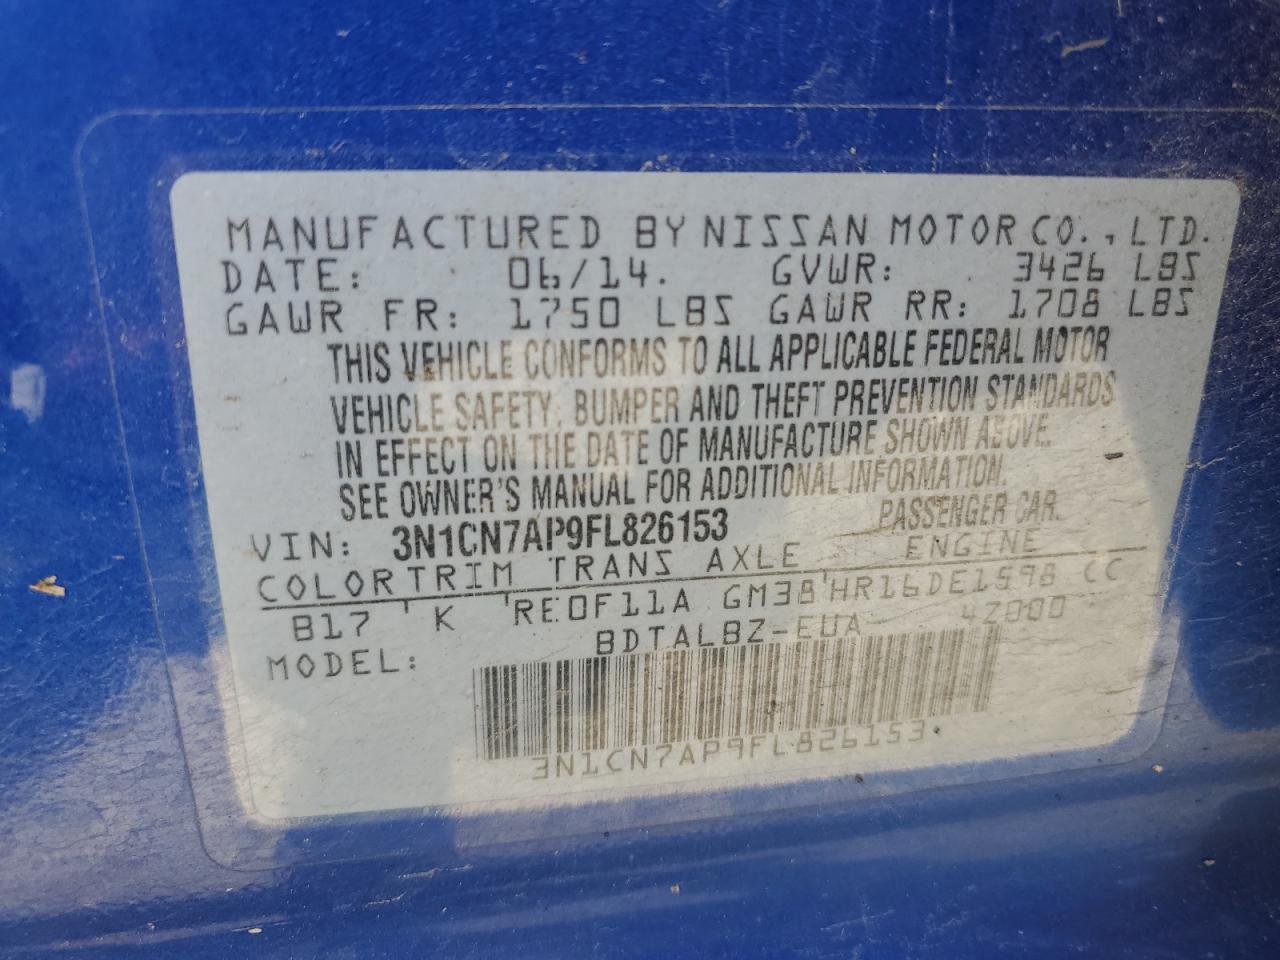 MANUFACTURED BY NISSAN MOTOR CO., LTD.
DATE: 06/14. GVWR: 3426 LBS
GAWR FR: 1750 LBS GAWR RR: 1708 LBS
THIS VEHICLE CONFORMS TO ALL APPLICABLE FEDERAL MOTOR
VEHICLE SAFETY, BUMPER AND THEFT PREVENTION STANDARDS
IN EFFECT ON THE DATE OF MANUFACTURE SHOWN ABOVE.
SEE OWNER'S MANUAL FOR ADDITIONAL INFORMATION.
VIN: 3N1CN7AP9FL826153 PASSENGER CAR.
COLOR TRIM TRANS AXLE ENGINE
B17 K RE0F11A GM38 HR16DE1598 CC
MODEL: BDTALBZ-EUA 42000
3N1CN7AP9FL826153